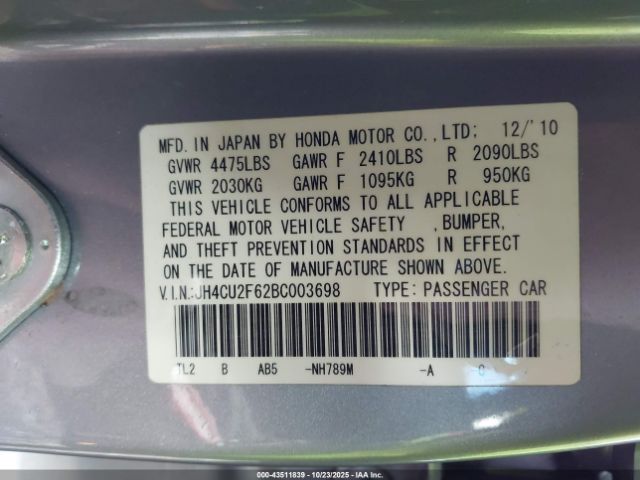 MFD. IN JAPAN BY HONDA MOTOR CO., LTD: 12/'10
GVWR 4475LBS GAWR F 2410LBS R 2090LBS
GVWR 2030KG GAWR F 1095KG R 950KG
THIS VEHICLE CONFORMS TO ALL APPLICABLE
FEDERAL MOTOR VEHICLE SAFETY , BUMPER,
AND THEFT PREVENTION STANDARDS IN EFFECT
ON THE DATE OF MANUFACTURE SHOWN ABOVE.
V.I.N.:JH4CU2F62BC003698 TYPE: PASSENGER CAR
TL2 B AB5 -NH789M -A C
000-43511839 | 10/23/2025 | IAA Inc.